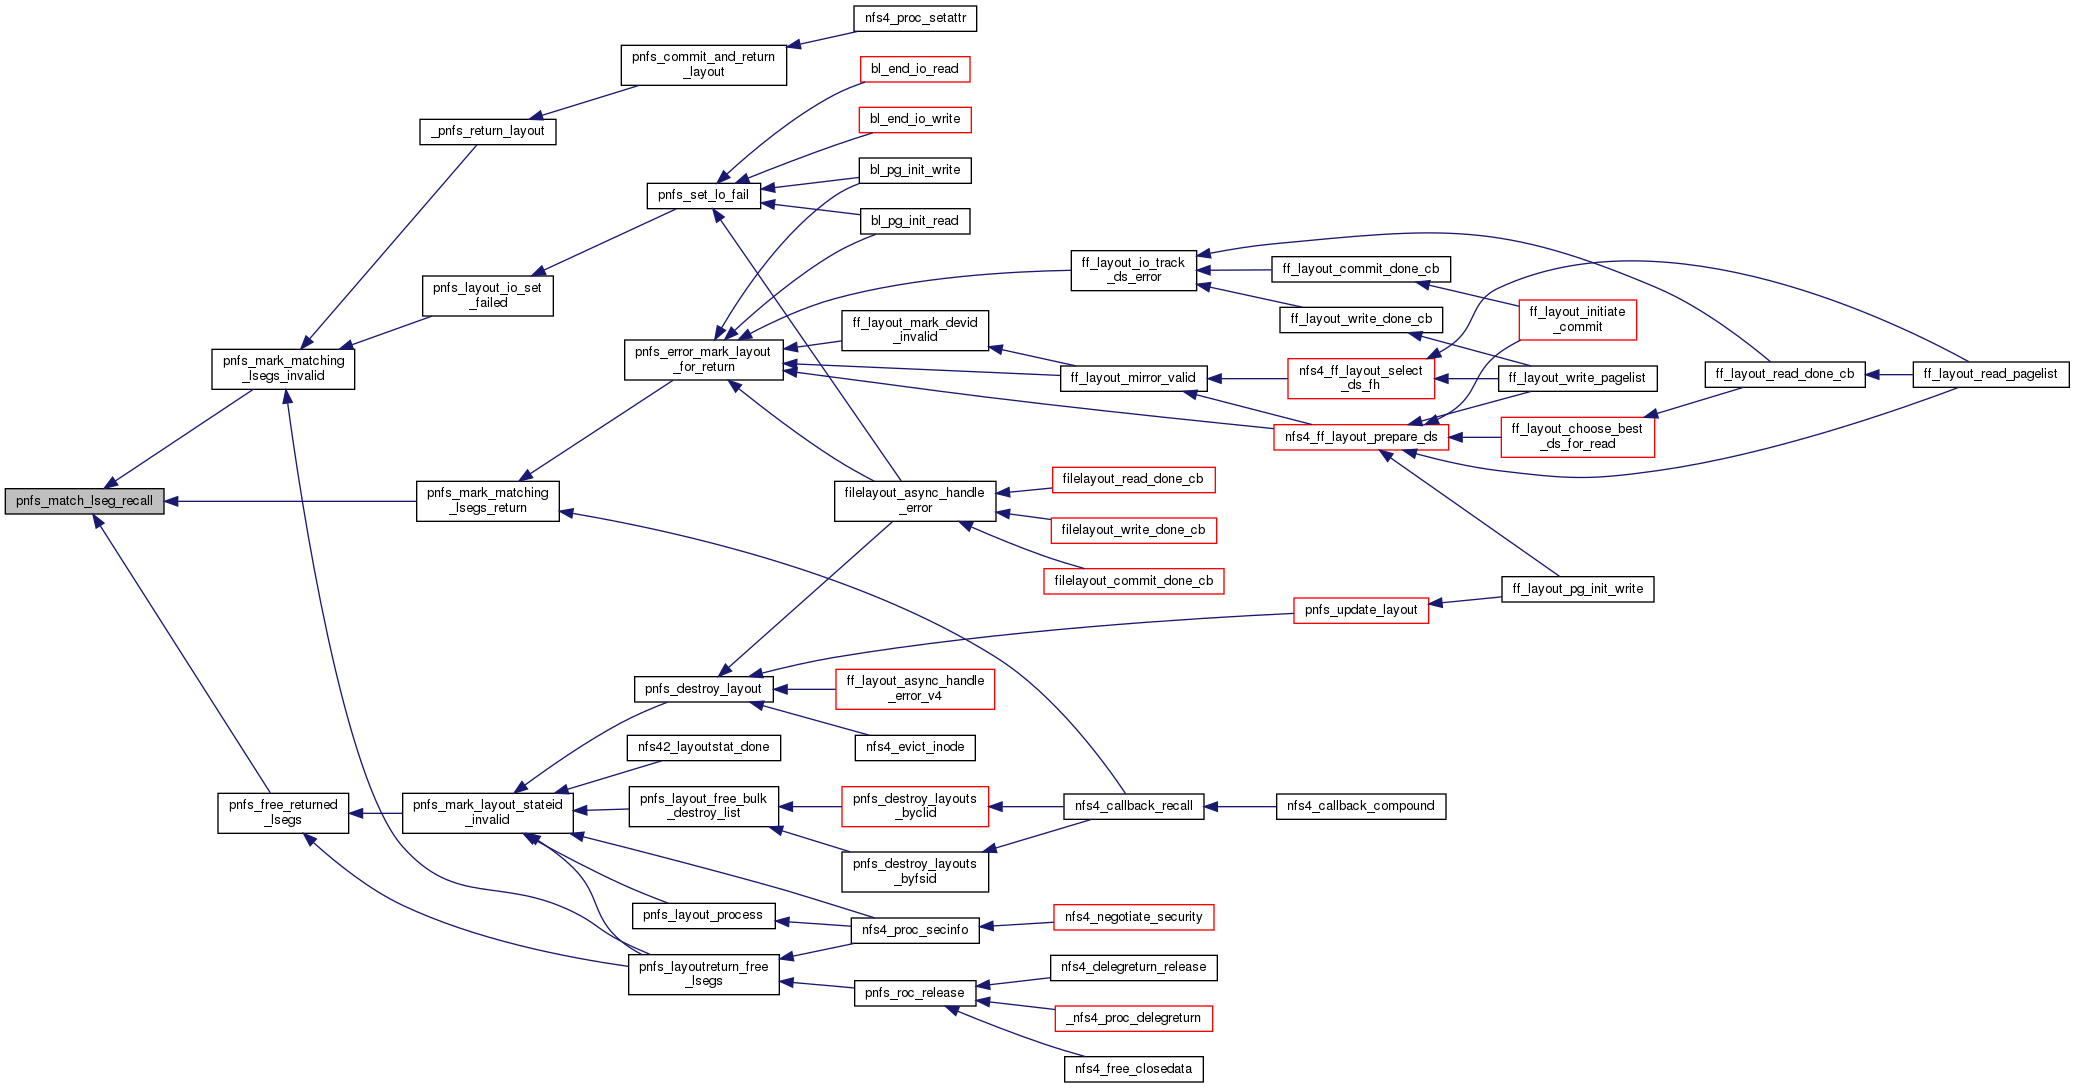 nfs4_proc_setattr
pnfs_commit_and_return
_layout
bl_end_io_read
bl_end_io_write
_pnfs_return_layout
bl_pg_init_write
pnfs_set_lo_fail
bl_pg_init_read
ff_layout_io_track
_ds_error
ff_layout_commit_done_cb
pnfs_layout_io_set
_failed
ff_layout_mark_devid
_invalid
ff_layout_write_done_cb
ff_layout_initiate
_commit
pnfs_mark_matching
_lsegs_invalid
pnfs_error_mark_layout
_for_return
ff_layout_mirror_valid
nfs4_ff_layout_select
_ds_fh
ff_layout_write_pagelist
ff_layout_read_done_cb
ff_layout_read_pagelist
nfs4_ff_layout_prepare_ds
ff_layout_choose_best
_ds_for_read
pnfs_match_lseg_recall
pnfs_mark_matching
_lsegs_return
filelayout_async_handle
_error
filelayout_read_done_cb
filelayout_write_done_cb
filelayout_commit_done_cb
ff_layout_pg_init_write
pnfs_update_layout
pnfs_destroy_layout
ff_layout_async_handle
_error_v4
nfs42_layoutstat_done
nfs4_evict_inode
pnfs_free_returned
_lsegs
pnfs_mark_layout_stateid
_invalid
pnfs_layout_free_bulk
_destroy_list
pnfs_destroy_layouts
_byclid
nfs4_callback_recall
nfs4_callback_compound
pnfs_destroy_layouts
_byfsid
pnfs_layout_process
nfs4_proc_secinfo
nfs4_negotiate_security
pnfs_layoutreturn_free
_lsegs
nfs4_delegreturn_release
pnfs_roc_release
_nfs4_proc_delegreturn
nfs4_free_closedata